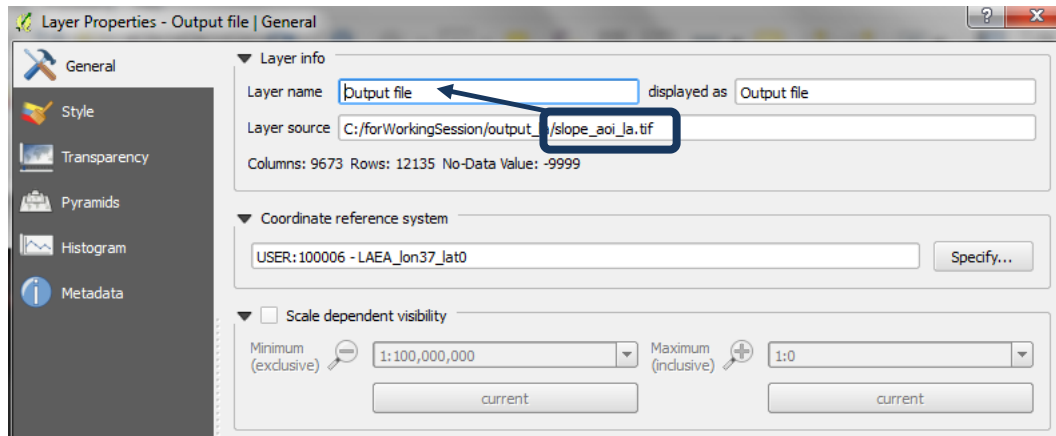 Layer Properties - Output file | General
General
Style
Transparency
Pyramids
Histogram
Metadata
Layer info
Layer name Output file displayed as Output file
Layer source C:/forWorkingSession/output_ /slope_aoi_la.tif
Columns: 9673 Rows: 12135 No-Data Value: -9999
Coordinate reference system
USER:100006 - LAEA_lon37_lat0 Specify...
Scale dependent visibility
Minimum (exclusive) 1:100,000,000 Maximum (inclusive) 1:0
current current